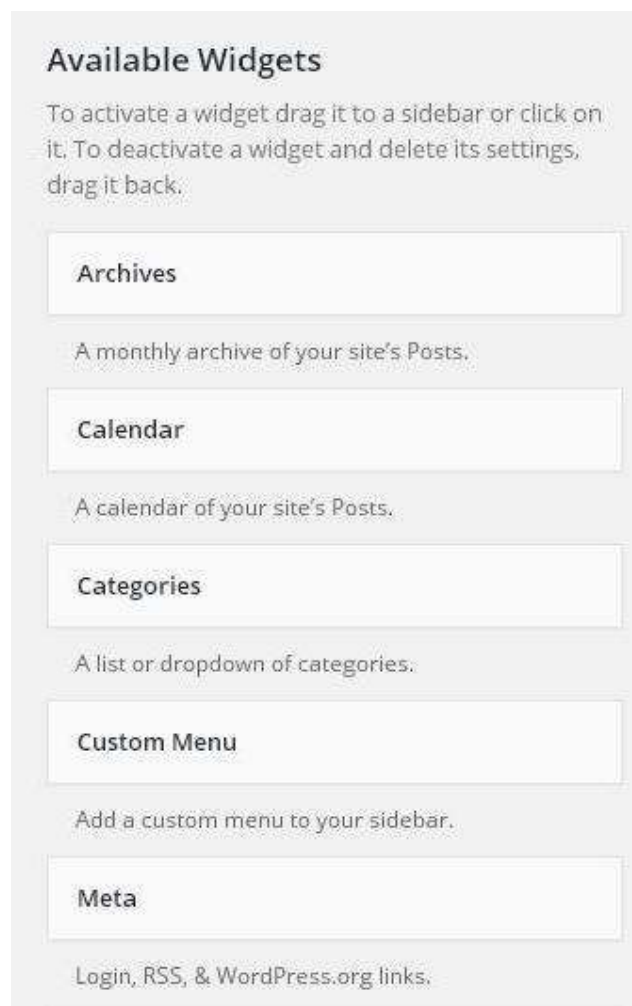 Available Widgets
To activate a widget drag it to a sidebar or click on
it. To deactivate a widget and delete its settings,
drag it back.
Archives
A monthly archive of your site’s Posts.
Calendar
A calendar of your site’s Posts.
Categories
A list or dropdown of categories.
Custom Menu
Add a custom menu to your sidebar.
Meta
Login, RSS, & WordPress.org links.